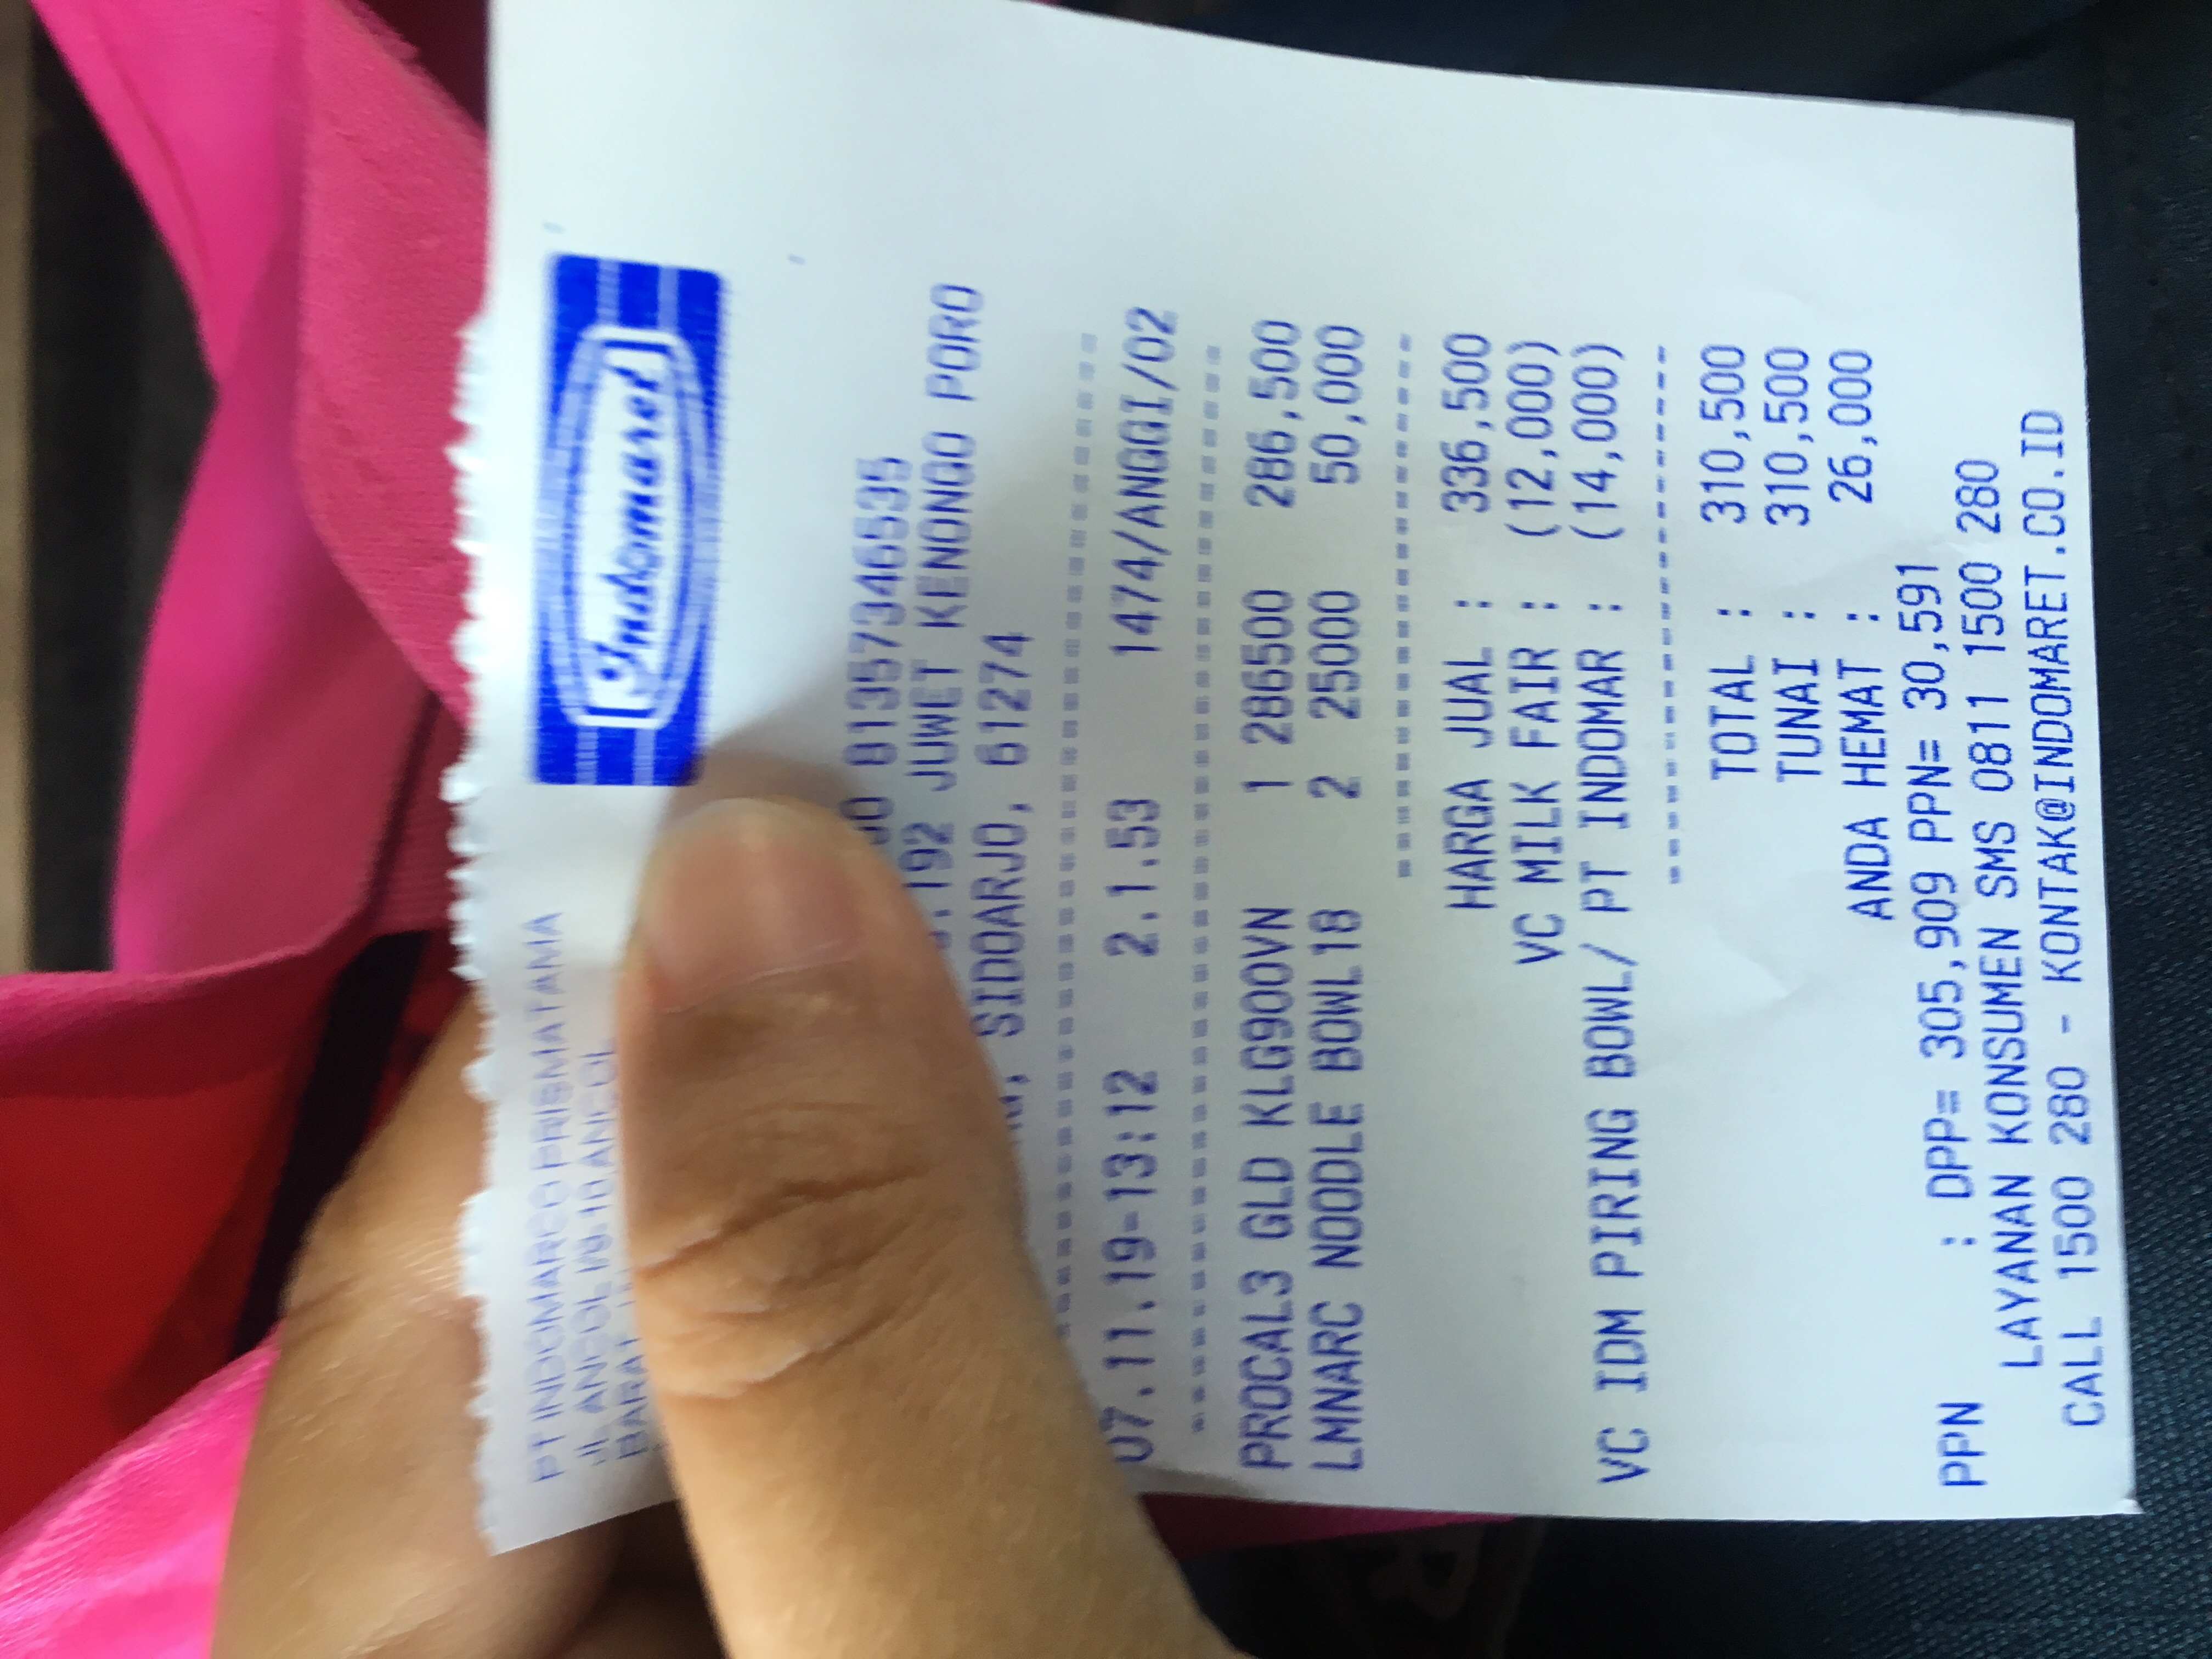 PT INDOMARCO PRISMATAMA
JL ANCOL I/9-10 ANCOL
BARAT
Indomaret
81357346535
192 JUWET KENONGO PORO
SIDOARJO, 61274
07.11.19-13:12 2.1.53 1474/ANGGI/02
PROCAL3 GLD KLG900VN 1 286500 286,500
LMNARC NOODLE BOWL18 2 25000 50,000
HARGA JUAL : 336,500
VC MILK FAIR : (12,000)
VC IDM PIRING BOWL/ PT INDOMAR : (14,000)
TOTAL : 310,500
TUNAI : 310,500
ANDA HEMAT : 26,000
PPN : DPP= 305,909 PPN= 30,591
LAYANAN KONSUMEN SMS 0811 1500 280
CALL 1500 280 - KONTAK@INDOMARET.CO.ID